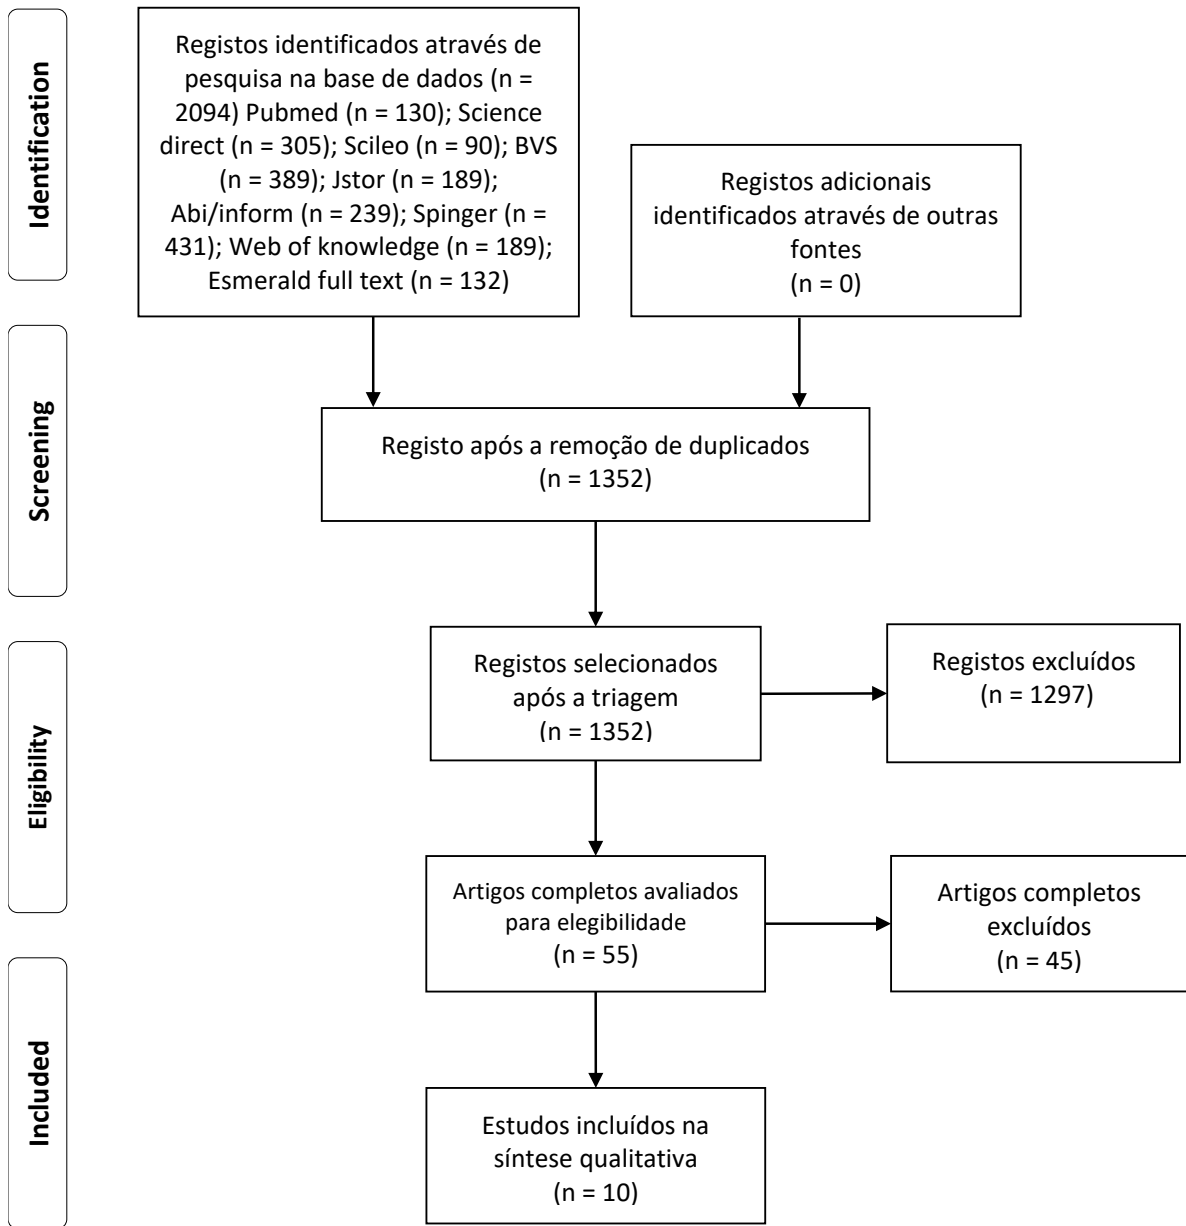 Identification
Registos identificados através de
pesquisa na base de dados (n =
2094) Pubmed (n = 130); Science
direct (n = 305); Scileo (n = 90); BVS
(n = 389); Jstor (n = 189);
Abi/inform (n = 239); Spinger (n =
431); Web of knowledge (n = 189);
Esmerald full text (n = 132)
Registos adicionais
identificados através de outras
fontes
(n = 0)
Screening
Registo após a remoção de duplicados
(n = 1352)
Eligibility
Registos selecionados
após a triagem
(n = 1352)
Registos excluídos
(n = 1297)
Artigos completos avaliados
para elegibilidade
(n = 55)
Artigos completos
excluídos
(n = 45)
Included
Estudos incluídos na
síntese qualitativa
(n = 10)